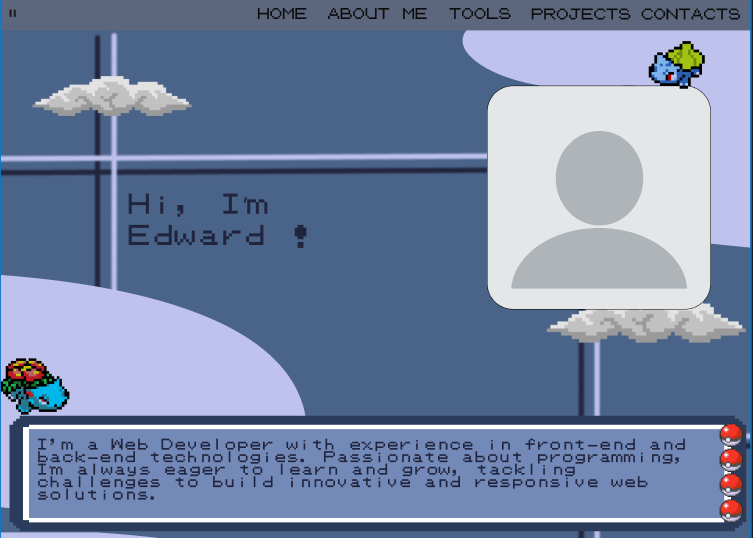 HOME ABOUT ME TOOLS PROJECTS CONTACTS
Hi, I'm
Edward !
I'm a Web Developer with experience in front-end and
back-end technologies. Passionate about programming,
I'm always eager to learn and grow, tackling
challenges to build innovative and responsive web
solutions.